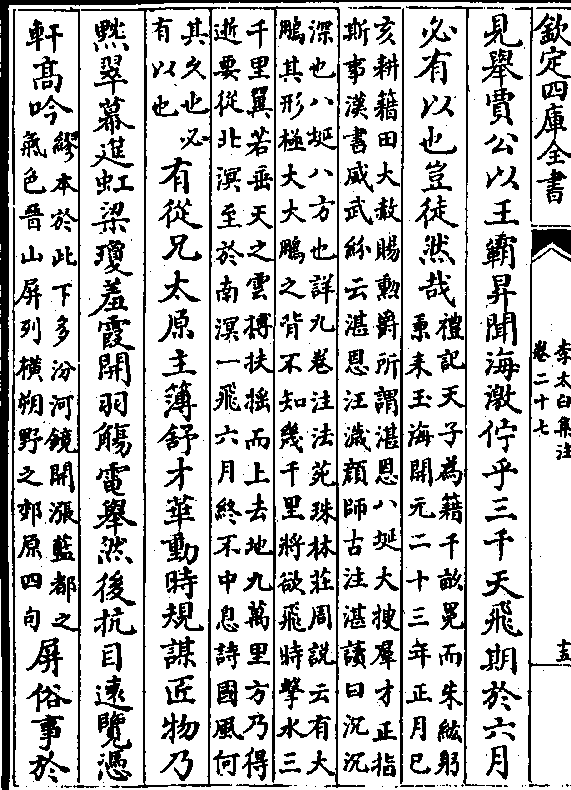 欽定四庫全書
李太白集注
卷二十七
十五
見舉賈公以王霸昇聞海激佇乎三千天飛期於六月
必有以也豈徒然哉
禮記天子為籍千畝冕而朱紘躬
秉耒玉海開元二十三年正月己
亥耕籍田大赦賜勳爵所謂湛恩八埏大搜羣才正指
斯事漢書威武紛云湛恩汪濊顔師古注湛讀曰沉沉
深也八埏八方也詳九卷注法苑珠林莊周說云有大
鵬其形極大大鵬之背不知幾千里將欲飛時擊水三
千里翼若垂天之雲搏扶揺而上去地九萬里方乃得
逝要從北溟至於南溟一飛六月終不中息詩國風何
其乆也必
有以也
有從兄太原主簿舒才華動時規謀匠物乃
黙翠幕進虹梁瓊羞霞開羽觴電舉然後抗目逺覽憑
軒髙吟
繆本於此下多汾河鏡開漲藍都之
氣色晉山屏列横朔野之郊原四句
屏俗事於